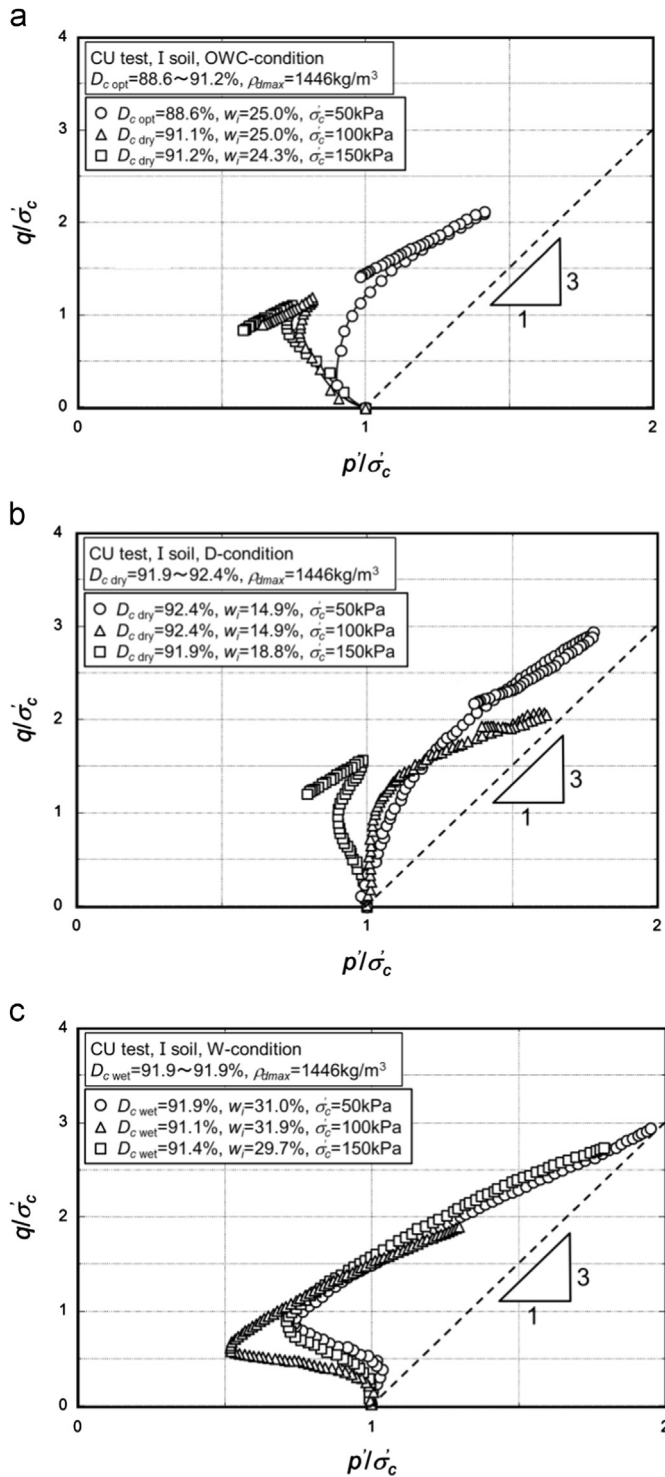 a
4
3
2
1
0
q/σ'c
CU test, I soil, OWC-condition
Dc opt=88.6~91.2%, ρdmax=1446kg/m³
Dc opt=88.6%, wi=25.0%, σ'c=50kPa
Dc dry=91.1%, wi=25.0%, σ'c=100kPa
Dc dry=91.2%, wi=24.3%, σ'c=150kPa
3
1
0
1
2
p'/σ'c
b
4
3
2
1
0
q/σ'c
CU test, I soil, D-condition
Dc dry=91.9~92.4%, ρdmax=1446kg/m³
Dc dry=92.4%, wi=14.9%, σ'c=50kPa
Dc dry=92.4%, wi=14.9%, σ'c=100kPa
Dc dry=91.9%, wi=18.8%, σ'c=150kPa
3
1
0
1
2
p'/σ'c
c
4
3
2
1
0
q/σ'c
CU test, I soil, W-condition
Dc wet=91.9~91.9%, ρdmax=1446kg/m³
Dc wet=91.9%, wi=31.0%, σ'c=50kPa
Dc wet=91.1%, wi=31.9%, σ'c=100kPa
Dc wet=91.4%, wi=29.7%, σ'c=150kPa
3
1
0
1
2
p'/σ'c